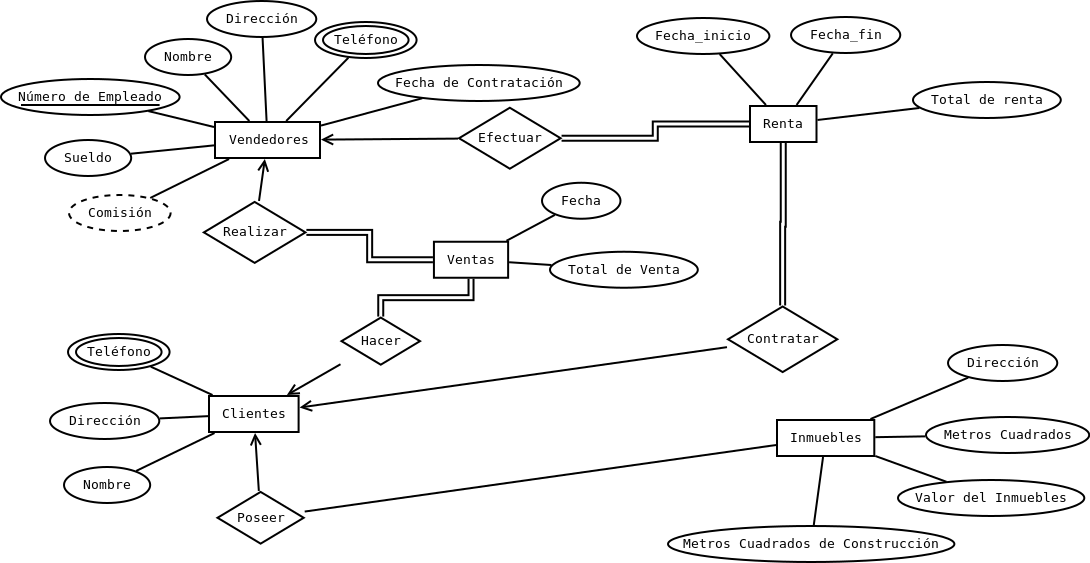 Dirección
Nombre
Teléfono
Fecha_inicio
Fecha_fin
Fecha de Contratación
Número de Empleado
Total de renta
Vendedores
Efectuar
Renta
Sueldo
Comisión
Fecha
Realizar
Ventas
Total de Venta
Hacer
Contratar
Teléfono
Dirección
Clientes
Dirección
Nombre
Inmuebles
Metros Cuadrados
Poseer
Valor del Inmuebles
Metros Cuadrados de Construcción